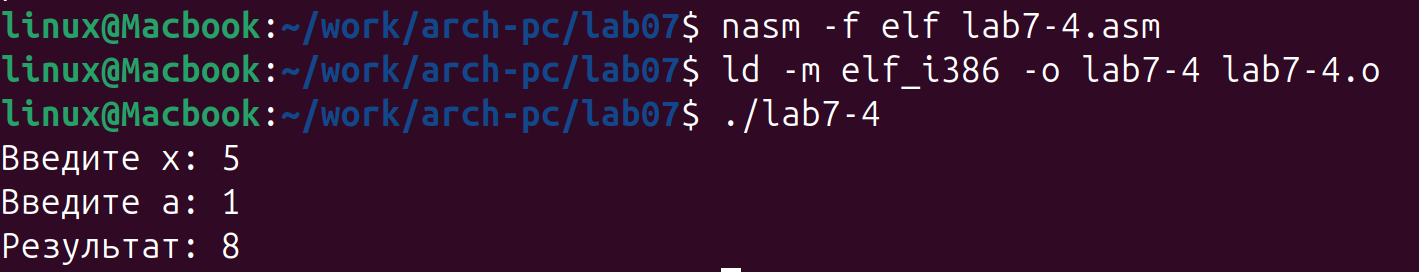 linux@Macbook:~/work/arch-pc/lab07$ nasm -f elf lab7-4.asm
linux@Macbook:~/work/arch-pc/lab07$ ld -m elf_i386 -o lab7-4 lab7-4.o
linux@Macbook:~/work/arch-pc/lab07$ ./lab7-4
Введите x: 5
Введите a: 1
Результат: 8